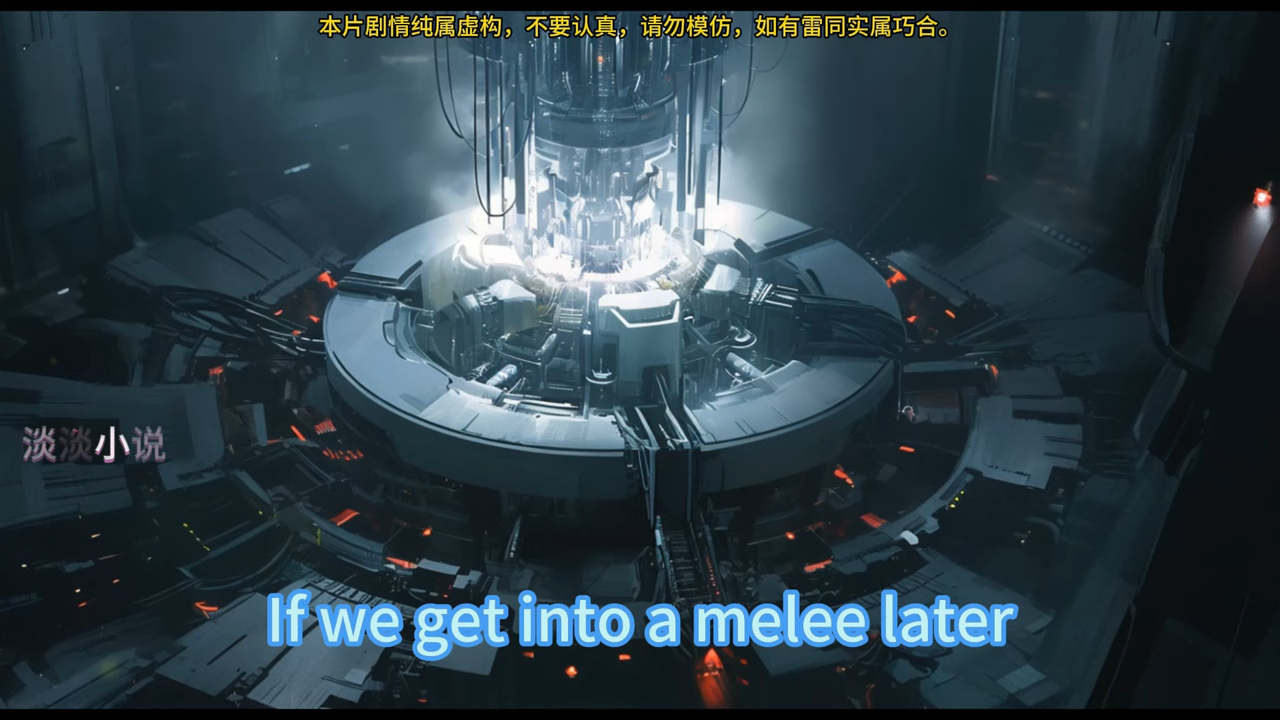 本片剧情纯属虚构，不要认真，请勿模仿，如有雷同实属巧合。
淡淡小说
If we get into a melee later